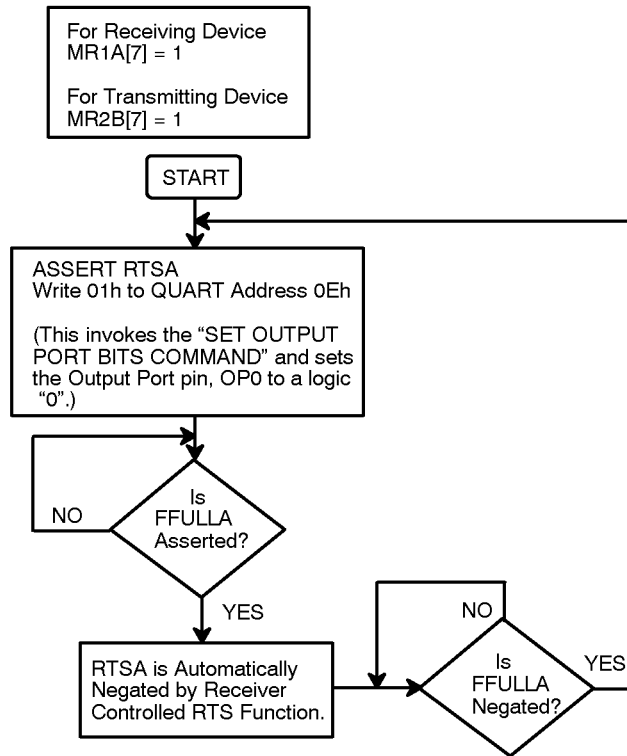 For Receiving Device
MR1A[7] = 1
For Transmitting Device
MR2B[7] = 1
START
ASSERT RTSA
Write 01h to QUART Address 0Eh
(This invokes the “SET OUTPUT
PORT BITS COMMAND” and sets
the Output Port pin, OP0 to a logic
“0”.)
Is
FFULLA
Asserted?
NO
YES
RTSA is Automatically
Negated by Receiver
Controlled RTS Function.
NO
Is
FFULLA
Negated?
YES